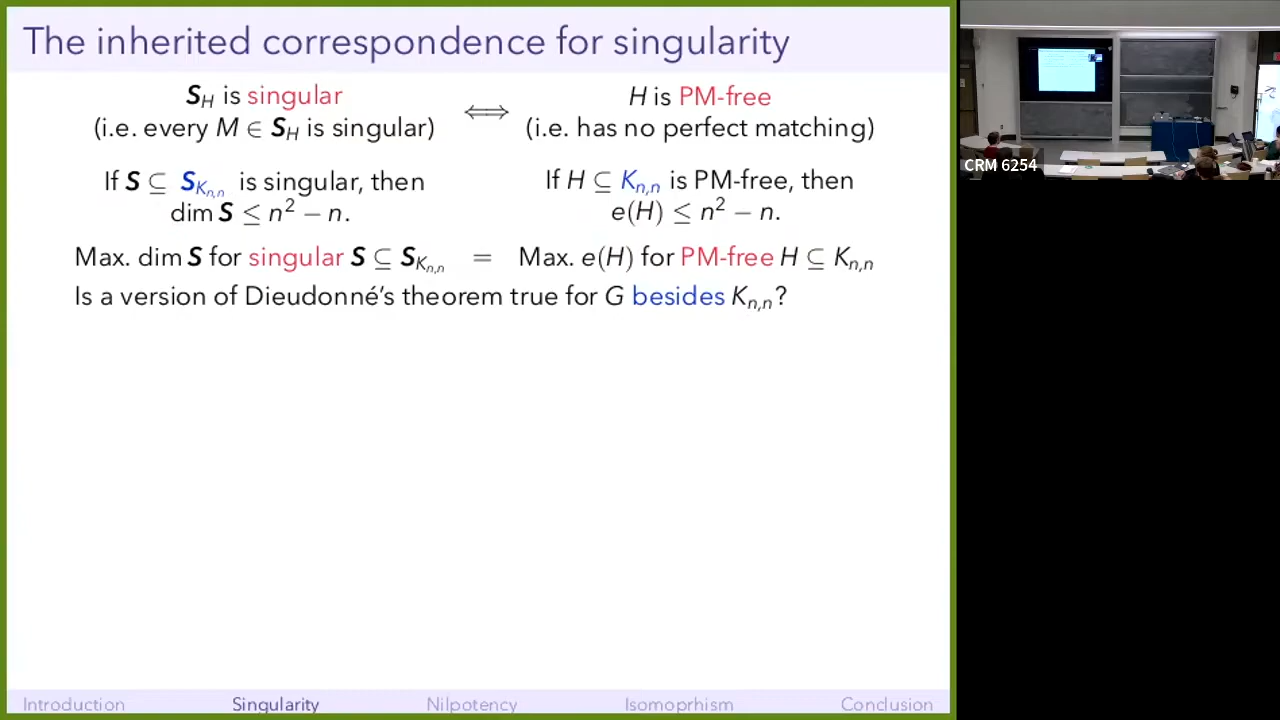 The inherited correspondence for singularity
S_H is singular ⟺ H is PM-free
(i.e. every M ∈ S_H is singular) (i.e. has no perfect matching)
If S ⊆ S_{K_{n,n}} is singular, then If H ⊆ K_{n,n} is PM-free, then
dim S ≤ n² − n. e(H) ≤ n² − n.
Max. dim S for singular S ⊆ S_{K_{n,n}} = Max. e(H) for PM-free H ⊆ K_{n,n}
Is a version of Dieudonné's theorem true for G besides K_{n,n}?
Introduction Singularity Nilpotency Isomoprhism Conclusion
CRM 6254